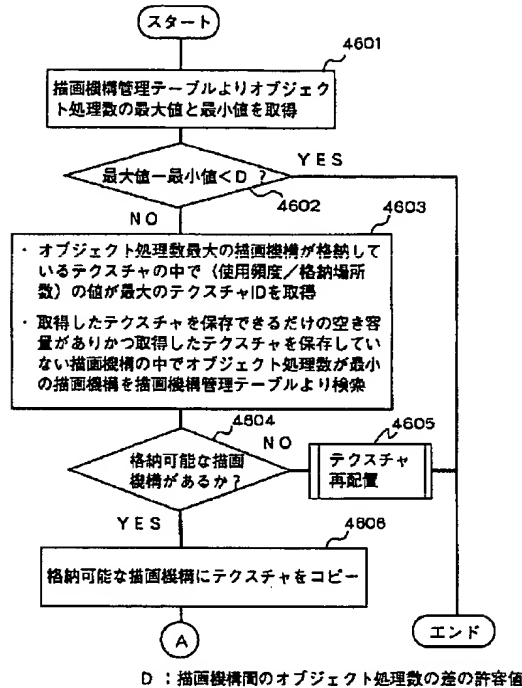 スタート
4601
描画機構管理テーブルよりオブジェク
ト処理数の最大値と最小値を取得
YES
最大値−最小値<D ?
4602
NO
4603
・ オブジェクト処理数最大の描画機構が格納して
いるテクスチャの中で（使用頻度／格納場所
数）の値が最大のテクスチャIDを取得
・ 取得したテクスチャを保存できるだけの空き容
量がありかつ取得したテクスチャを保存してい
ない描画機構の中でオブジェクト処理数が最小
の描画機構を描画機構管理テーブルより検索
4604
NO
4605
格納可能な描画
機構があるか？
テクスチャ
再配置
YES
4606
格納可能な描画機構にテクスチャをコピー
A
エンド
D ：描画機構間のオブジェクト処理数の差の許容値